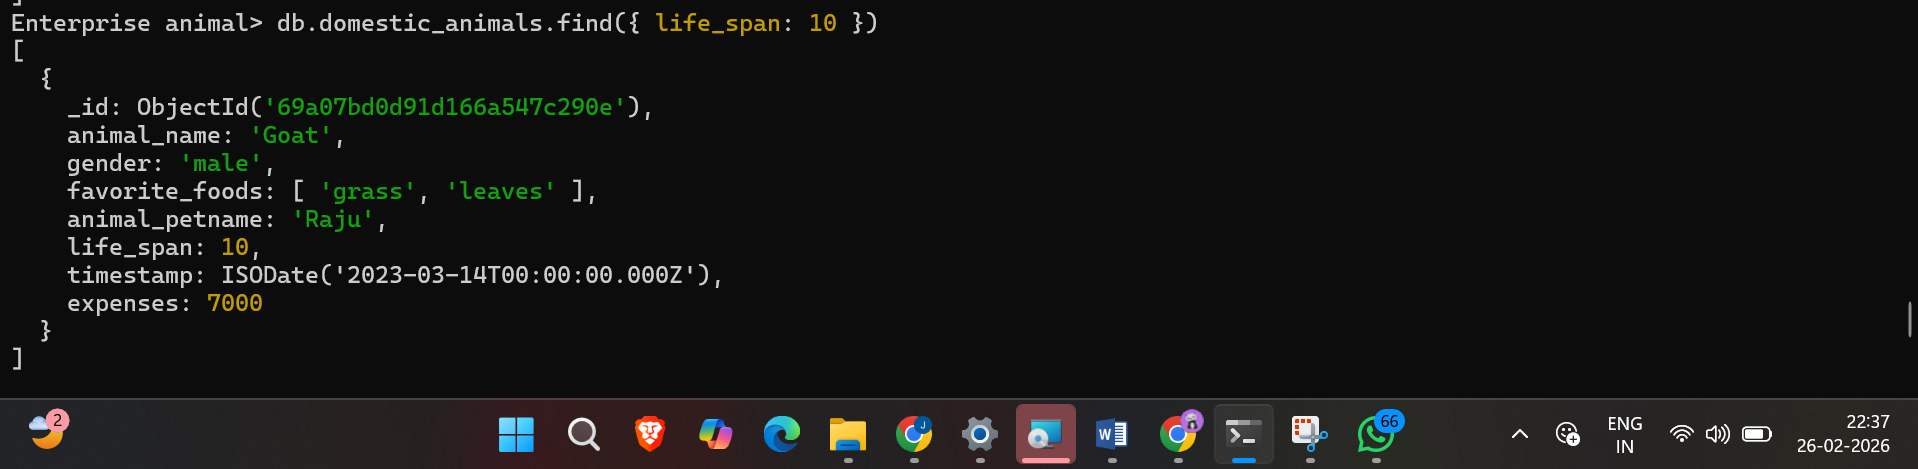 Enterprise animal> db.domestic_animals.find({ life_span: 10 })
[
  {
    _id: ObjectId('69a07bd0d91d166a547c290e'),
    animal_name: 'Goat',
    gender: 'male',
    favorite_foods: [ 'grass', 'leaves' ],
    animal_petname: 'Raju',
    life_span: 10,
    timestamp: ISODate('2023-03-14T00:00:00.000Z'),
    expenses: 7000
  }
]
2
J
W
66
ENG
IN
22:37
26-02-2026